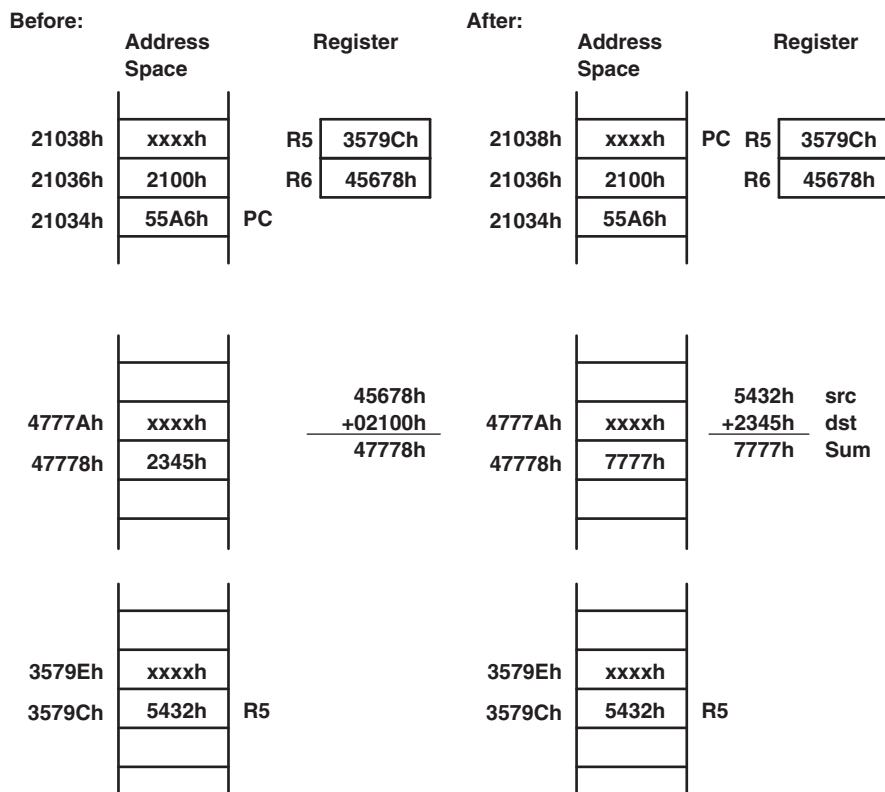 Before:
Address Space
Register
21038h xxxxh R5 3579Ch
21036h 2100h R6 45678h
21034h 55A6h PC
45678h
4777Ah xxxxh +02100h
47778h 2345h 47778h
3579Eh xxxxh
3579Ch 5432h R5
After:
Address Space
Register
21038h xxxxh PC R5 3579Ch
21036h 2100h R6 45678h
21034h 55A6h
5432h src
4777Ah xxxxh +2345h dst
47778h 7777h 7777h Sum
3579Eh xxxxh
3579Ch 5432h R5